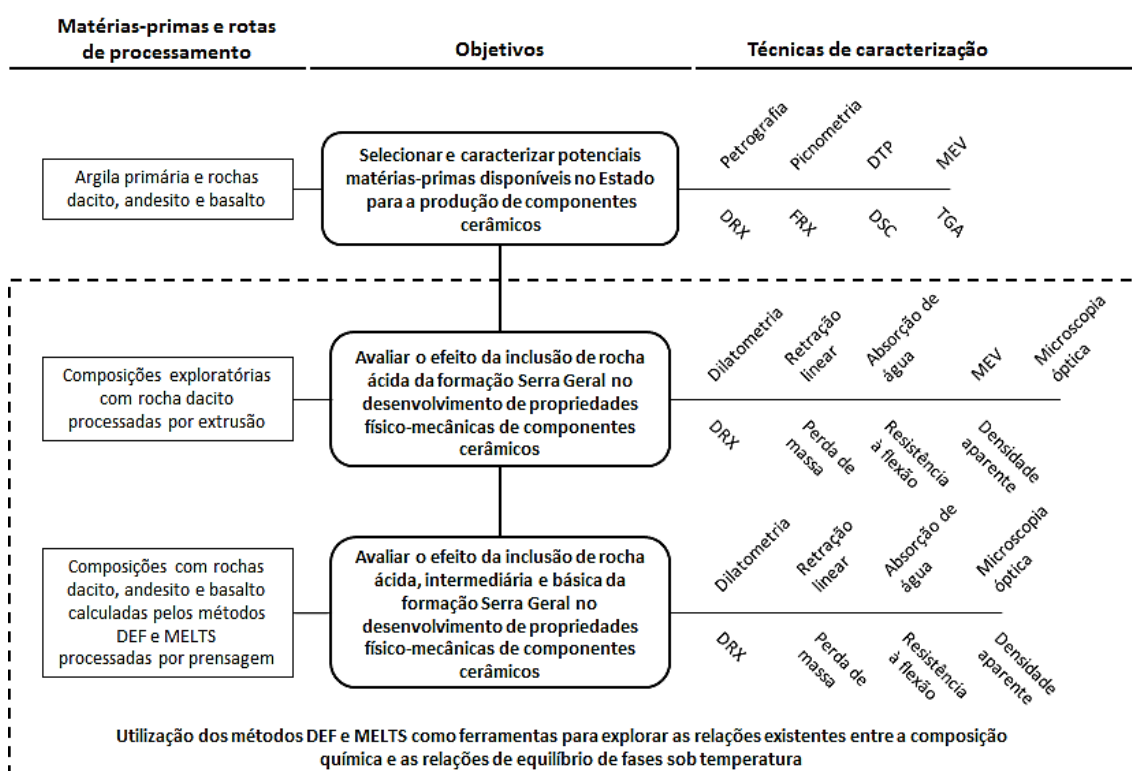 Matérias-primas e rotas
de processamento
Objetivos
Técnicas de caracterização
Argila primária e rochas
dacito, andesito e basalto
Selecionar e caracterizar potenciais
matérias-primas disponíveis no Estado
para a produção de componentes
cerâmicos
Petrografia
Picnometria
DTP
MEV
DRX
FRX
DSC
TGA
Composições exploratórias
com rocha dacito
processadas por extrusão
Avaliar o efeito da inclusão de rocha
ácida da formação Serra Geral no
desenvolvimento de propriedades
físico-mecânicas de componentes
cerâmicos
Dilatometria
Retração
linear
Absorção de
água
MEV
Microscopia
óptica
DRX
Perda de
massa
Resistência
à flexão
Densidade
aparente
Composições com rochas
dacito, andesito e basalto
calculadas pelos métodos
DEF e MELTS
processadas por prensagem
Avaliar o efeito da inclusão de rocha
ácida, intermediária e básica da
formação Serra Geral no
desenvolvimento de propriedades
físico-mecânicas de componentes
cerâmicos
Dilatometria
Retração
linear
Absorção de
água
Microscopia
óptica
DRX
Perda de
massa
Resistência
à flexão
Densidade
aparente
Utilização dos métodos DEF e MELTS como ferramentas para explorar as relações existentes entre a composição
química e as relações de equilíbrio de fases sob temperatura